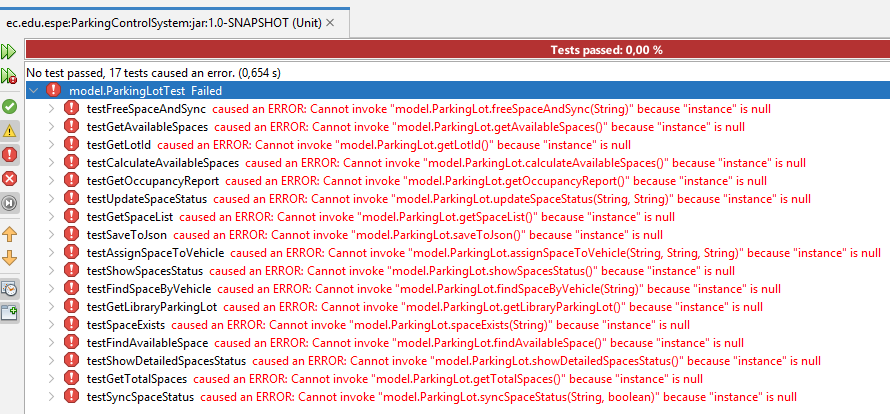 ec.edu.espe:ParkingControlSystem:jar:1.0-SNAPSHOT (Unit)
Tests passed: 0,00 %
No test passed, 17 tests caused an error. (0,654 s)
model.ParkingLotTest Failed
testFreeSpaceAndSync caused an ERROR: Cannot invoke "model.ParkingLot.freeSpaceAndSync(String)" because "instance" is null
testGetAvailableSpaces caused an ERROR: Cannot invoke "model.ParkingLot.getAvailableSpaces()" because "instance" is null
testGetLotId caused an ERROR: Cannot invoke "model.ParkingLot.getLotId()" because "instance" is null
testCalculateAvailableSpaces caused an ERROR: Cannot invoke "model.ParkingLot.calculateAvailableSpaces()" because "instance" is null
testGetOccupancyReport caused an ERROR: Cannot invoke "model.ParkingLot.getOccupancyReport()" because "instance" is null
testUpdateSpaceStatus caused an ERROR: Cannot invoke "model.ParkingLot.updateSpaceStatus(String, String)" because "instance" is null
testGetSpaceList caused an ERROR: Cannot invoke "model.ParkingLot.getSpaceList()" because "instance" is null
testSaveToJson caused an ERROR: Cannot invoke "model.ParkingLot.saveToJson()" because "instance" is null
testAssignSpaceToVehicle caused an ERROR: Cannot invoke "model.ParkingLot.assignSpaceToVehicle(String, String, String)" because "instance" is null
testShowSpacesStatus caused an ERROR: Cannot invoke "model.ParkingLot.showSpacesStatus()" because "instance" is null
testFindSpaceByVehicle caused an ERROR: Cannot invoke "model.ParkingLot.findSpaceByVehicle(String)" because "instance" is null
testGetLibraryParkingLot caused an ERROR: Cannot invoke "model.ParkingLot.getLibraryParkingLot()" because "instance" is null
testSpaceExists caused an ERROR: Cannot invoke "model.ParkingLot.spaceExists(String)" because "instance" is null
testFindAvailableSpace caused an ERROR: Cannot invoke "model.ParkingLot.findAvailableSpace()" because "instance" is null
testShowDetailedSpacesStatus caused an ERROR: Cannot invoke "model.ParkingLot.showDetailedSpacesStatus()" because "instance" is null
testGetTotalSpaces caused an ERROR: Cannot invoke "model.ParkingLot.getTotalSpaces()" because "instance" is null
testSyncSpaceStatus caused an ERROR: Cannot invoke "model.ParkingLot.syncSpaceStatus(String, boolean)" because "instance" is null